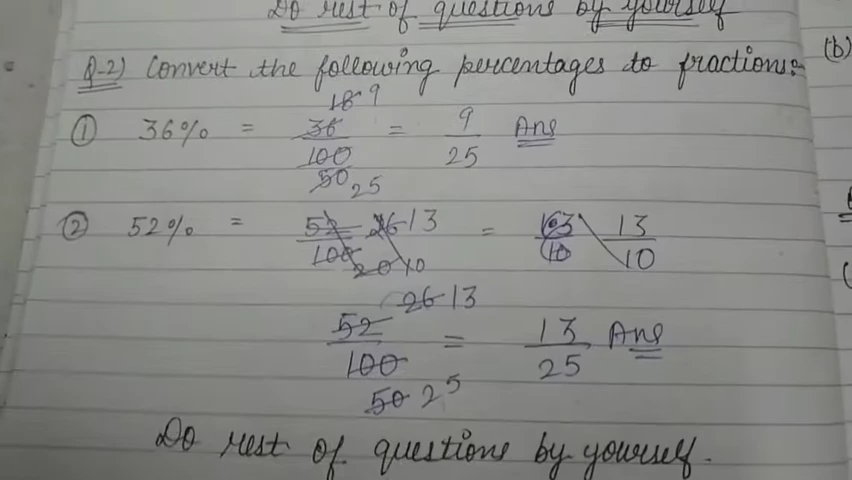 Do rest of questions by yourself
Q-2) Convert the following percentages to fractions:
(b)
18 9
① 36% = 36/100 = 9/25 Ans
50 25
② 52% = 52/100 26 13 = 13/10
20 10
26 13
52/100 = 13/25 Ans
50 25
Do rest of questions by yourself.